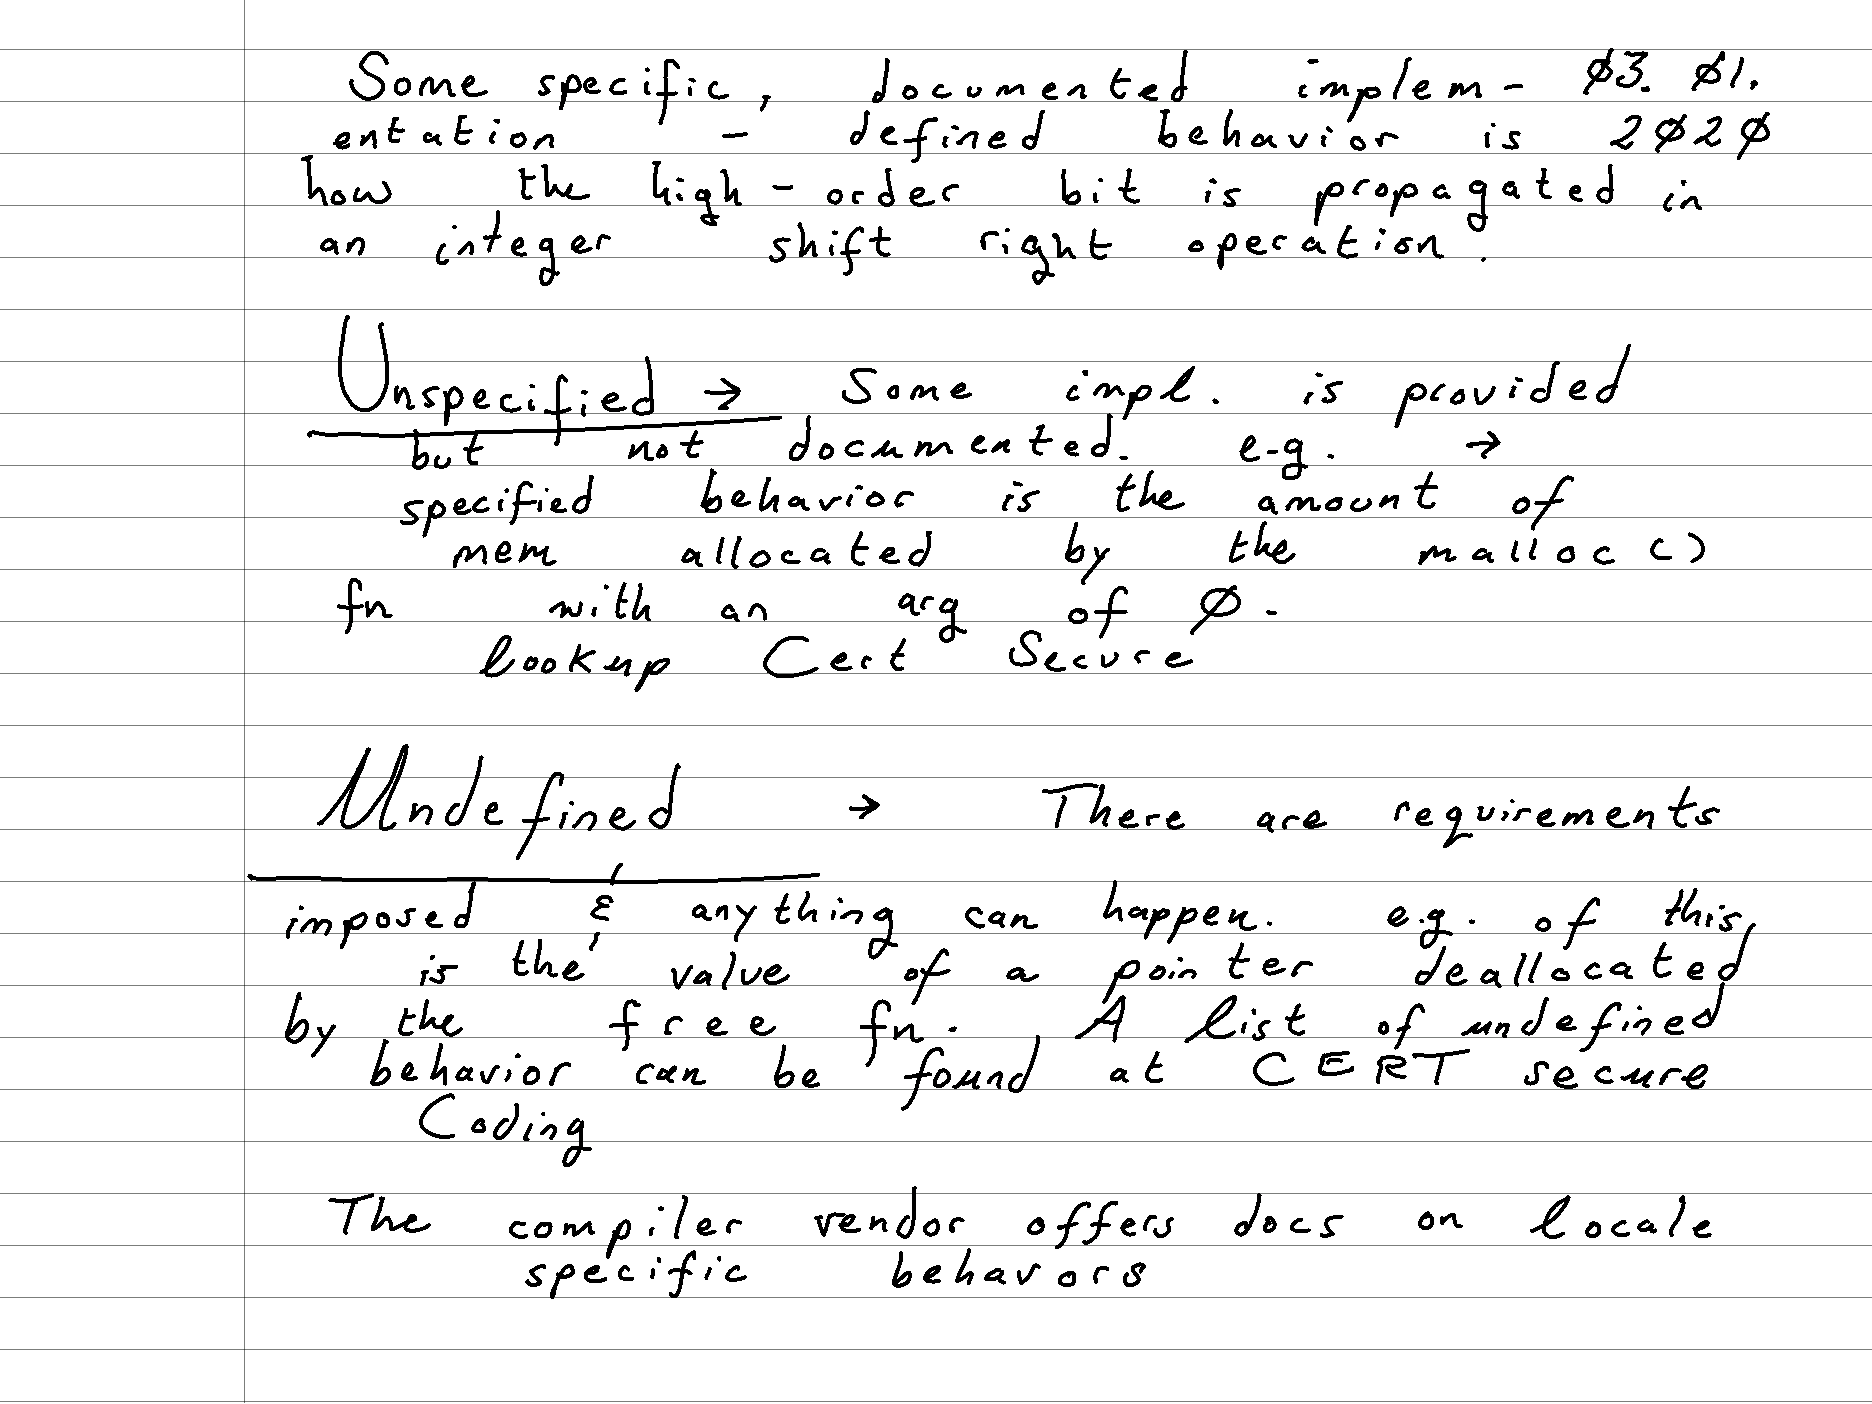 Some specific, documented implem- Ø3. Ø1.
entation - defined behavior is 2Ø2Ø
how the high-order bit is propagated in
an integer shift right operation.
Unspecified → Some impl. is provided
but not documented. e-g. →
specified behavior is the amount of
mem allocated by the malloc()
fn with an arg of Ø.
lookup Cert Secure
Undefined → There are requirements
imposed & anything can happen. e.g. of this
is the value of a pointer deallocated
by the free fn. A list of undefined
behavior can be found at CERT secure
Coding
The compiler vendor offers docs on locale
specific behavors